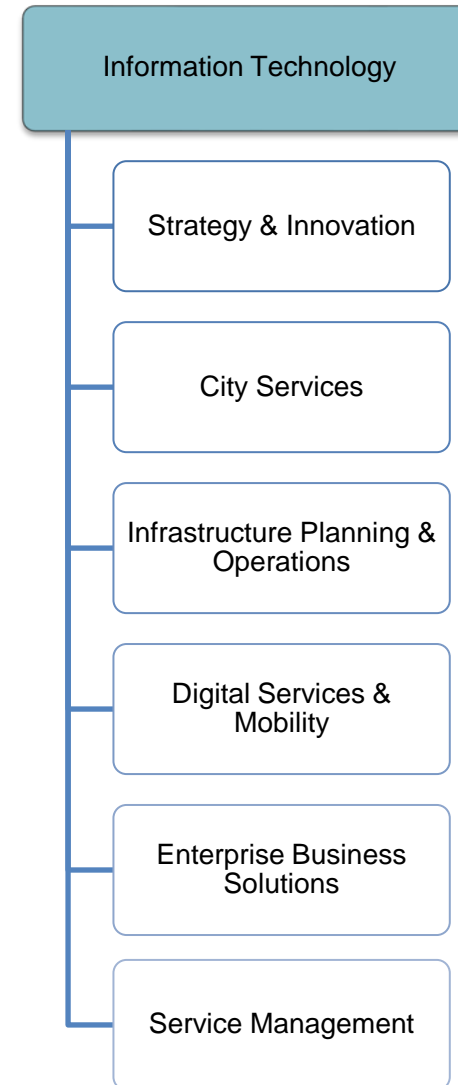 Information Technology
Strategy & Innovation
City Services
Infrastructure Planning &
Operations
Digital Services &
Mobility
Enterprise Business
Solutions
Service Management